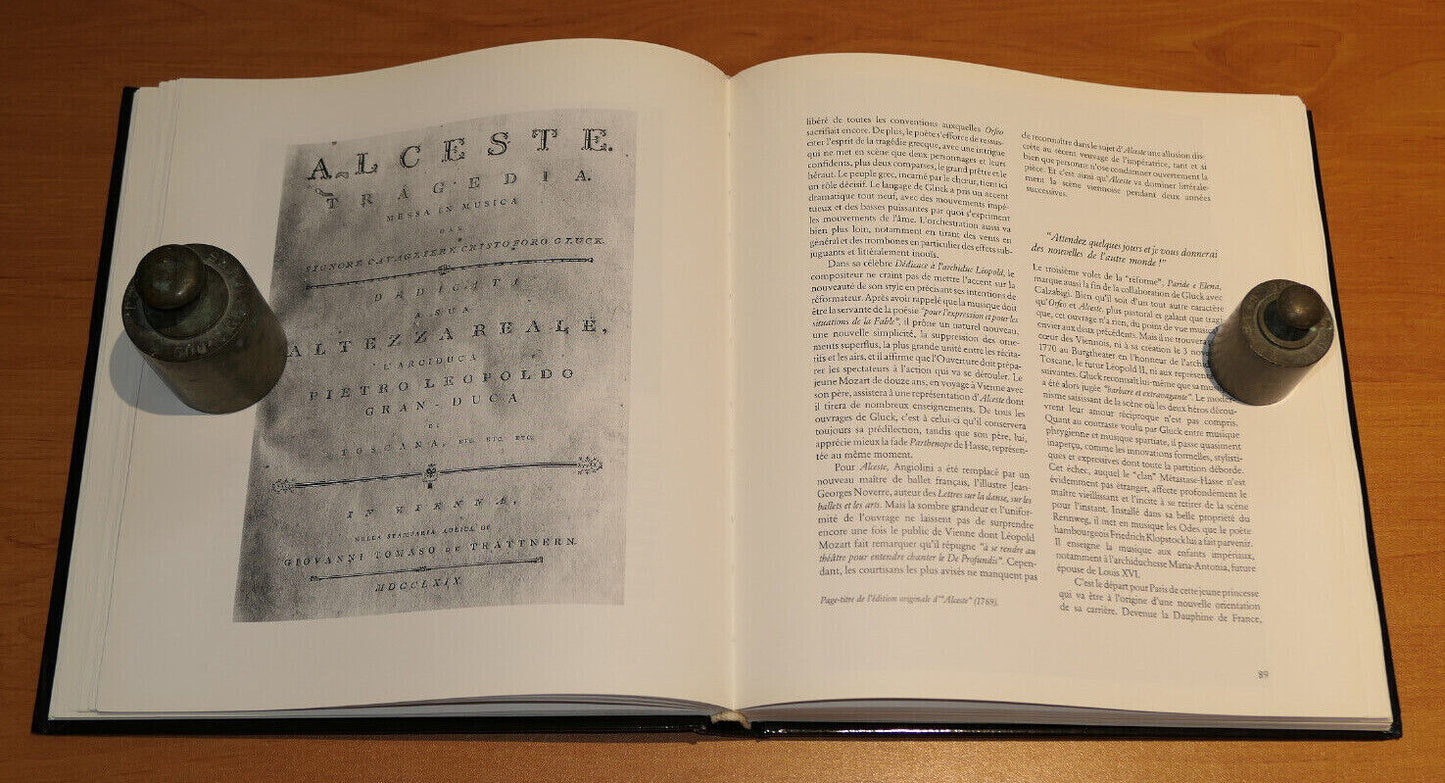 ALCESTE.
TRAGEDIA.
MESSA IN MUSICA
DAL
SIGNORE CAVAGLIERE CRISTOFORO GLUCK.
DEDICATA
A SUA
ALTEZZA REALE,
L'ARCIDUCA
PIETRO LEOPOLDO
GRAN DUCA
DI
TOSCANA, ETC. ETC. ETC.
IN VIENNA,
NELLA STAMPARIA AULICA DE
GIOVANNI TOMASO DE TRATTNERN.
MDCCLXIX.
libéré de toutes les conventions auxquelles Orfeo
sacrifiait encore. De plus, le poète s'efforce de ressus-
citer l'esprit de la tragédie grecque, avec une intrigue
qui ne met en scène que deux personnages et leurs
confidents, plus deux comparses, le grand prêtre et le
héraut. Le peuple grec, incarné par le chœur, tient ici
un rôle décisif. Le langage de Gluck a pris un accent
dramatique tout neuf, avec des mouvements impé-
tueux et des basses puissantes par quoi s'expriment
les mouvements de l'âme. L'orchestration aussi va
bien plus loin, notamment en tirant des vents en
général et des trombones en particulier des effets sub-
juguants et littéralement inouïs.
Dans sa célèbre Dédicace à l'archiduc Léopold, le
compositeur ne craint pas de mettre l'accent sur la
nouveauté de son style en précisant ses intentions de
réformateur. Après avoir rappelé que la musique doit
être la servante de la poésie "pour l'expression et pour les
situations de la Fable", il prône un naturel nouveau,
une nouvelle simplicité, la suppression des orne-
ments superflus, la plus grande unité entre les récita-
tifs et les airs, et il affirme que l'Ouverture doit prépa-
rer les spectateurs à l'action qui va se dérouler. Le
jeune Mozart de douze ans, en voyage à Vienne avec
son père, assistera à une représentation d'Alceste dont
il tirera de nombreux enseignements. De tous les
ouvrages de Gluck, c'est à celui-ci qu'il conservera
toujours sa prédilection, tandis que son père, lui,
apprécie mieux la fade Parthenope de Hasse, représen-
tée au même moment.
Pour Alceste, Angiolini a été remplacé par un
nouveau maître de ballet français, l'illustre Jean-
Georges Noverre, auteur des Lettres sur la danse, sur les
ballets et les arts. Mais la sombre grandeur et l'unifor-
mité de l'ouvrage ne laissent pas de surprendre
encore une fois le public de Vienne dont Léopold
Mozart fait remarquer qu'il répugne "à se rendre au
théâtre pour entendre chanter le De Profundis". Cepen-
dant, les courtisans les plus avisés ne manquent pas
Page-titre de l'édition originale d'"Alceste" (1769).
de reconnaître dans le sujet d'Alceste une allusion dis-
crète au récent veuvage de l'impératrice, tant et si
bien que personne n'ose condamner ouvertement la
pièce. Et c'est ainsi qu'Alceste va dominer littérale-
ment la scène viennoise pendant deux années
successives.
"Attendez quelques jours et je vous donnerai
des nouvelles de l'autre monde !"
Le troisième volet de la "réforme", Paride e Elena,
marque aussi la fin de la collaboration de Gluck avec
Calzabigi. Bien qu'il soit d'un tout autre caractère
qu'Orfeo et Alceste, plus pastoral et galant que tragi-
que, cet ouvrage n'a rien, du point de vue musical
envier aux deux précédents. Mais il ne trouvera
cœur des Viennois, ni à sa création le 3 nove
1770 au Burgtheater en l'honneur de l'archid
Toscane, le futur Léopold II, ni aux représentat
suivantes. Gluck reconnaît lui-même que sa musiq
a été alors jugée "barbare et extravagante". Le moder-
nisme saisissant de la scène où les deux héros décou-
vrent leur amour réciproque n'est pas compris.
Quant au contraste voulu par Gluck entre musique
phrygienne et musique spartiate, il passe quasiment
inaperçu, comme les innovations formelles, stylisti-
ques et expressives dont toute la partition déborde.
Cet échec, auquel le "clan" Métastase-Hasse n'est
évidemment pas étranger, affecte profondément le
maître vieillissant et l'incite à se retirer de la scène
pour l'instant. Installé dans sa belle propriété du
Rennweg, il met en musique les Odes que le poète
hambourgeois Friedrich Klopstock lui a fait parvenir.
Il enseigne la musique aux enfants impériaux,
notamment à l'archiduchesse Maria-Antonia, future
épouse de Louis XVI.
C'est le départ pour Paris de cette jeune princesse
qui va être à l'origine d'une nouvelle orientation
de sa carrière. Devenue la Dauphine de France,
89